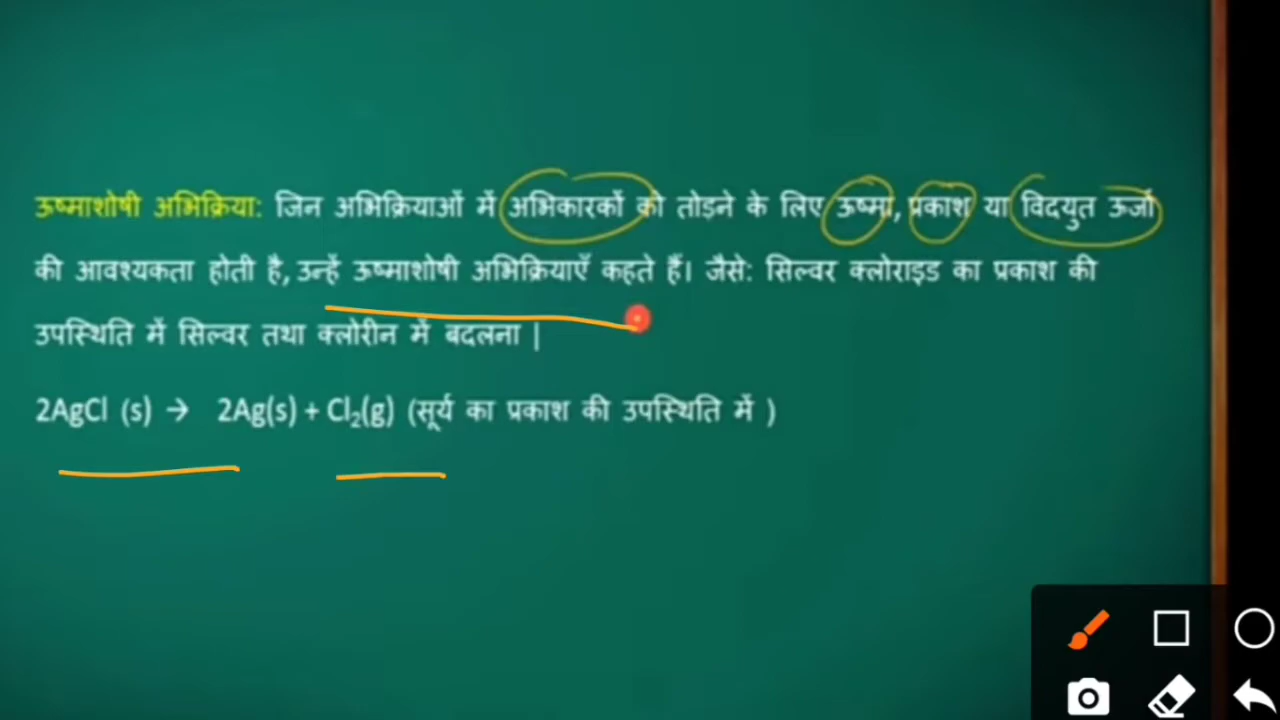 ऊष्माशोषी अभिक्रिया: जिन अभिक्रियाओं में अभिकारकों को तोड़ने के लिए ऊष्मा, प्रकाश या विदयुत ऊर्जा
की आवश्यकता होती है, उन्हें ऊष्माशोषी अभिक्रियाएँ कहते हैं। जैसे: सिल्वर क्लोराइड का प्रकाश की
उपस्थिति में सिल्वर तथा क्लोरीन में बदलना |
2AgCl (s) → 2Ag(s) + Cl₂(g) (सूर्य का प्रकाश की उपस्थिति में )